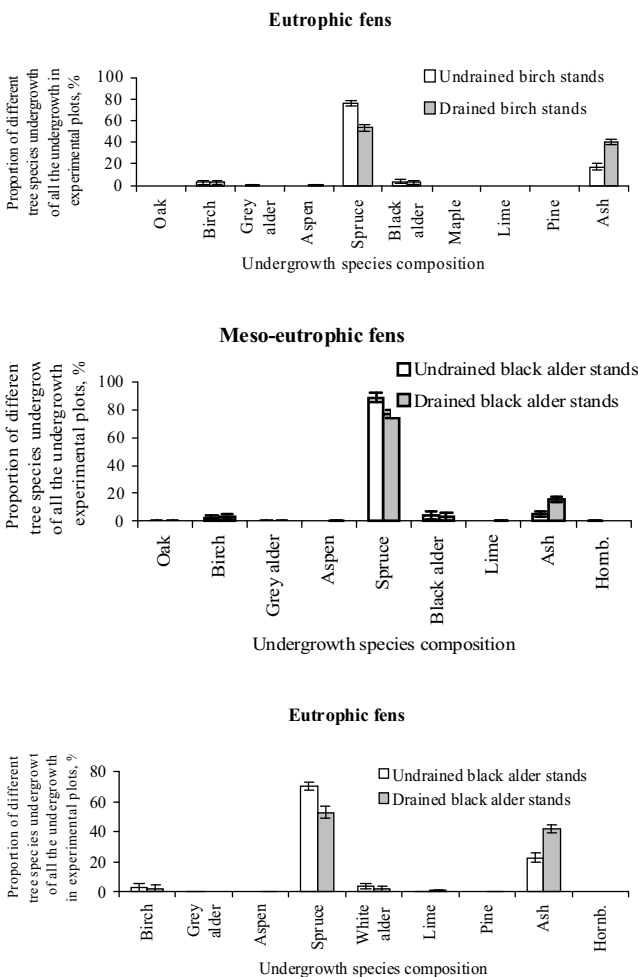 Eutrophic fens
Proportion of different
tree species undergrowth
of all the undergrowth in
experimental plots, %
100
80
60
40
20
0
Undrained birch stands
Drained birch stands
Oak
Birch
Grey
alder
Aspen
Spruce
Black
alder
Maple
Lime
Pine
Ash
Undergrowth species composition
Meso-eutrophic fens
Proportion of differen
tree species undergrow
of all the undergrowth
experimental plots, %
100
80
60
40
20
0
Undrained black alder stands
Drained black alder stands
Oak
Birch
Grey alder
Aspen
Spruce
Black alder
Lime
Ash
Homb.
Undergrowth species composition
Eutrophic fens
Proportion of different
tree species undergrowt
of all the undergrowth
in experimental plots, %
80
60
40
20
0
Undrained black alder stands
Drained black alder stands
Birch
Grey
alder
Aspen
Spruce
White
alder
Lime
Pine
Ash
Hornb.
Undergrowth species composition